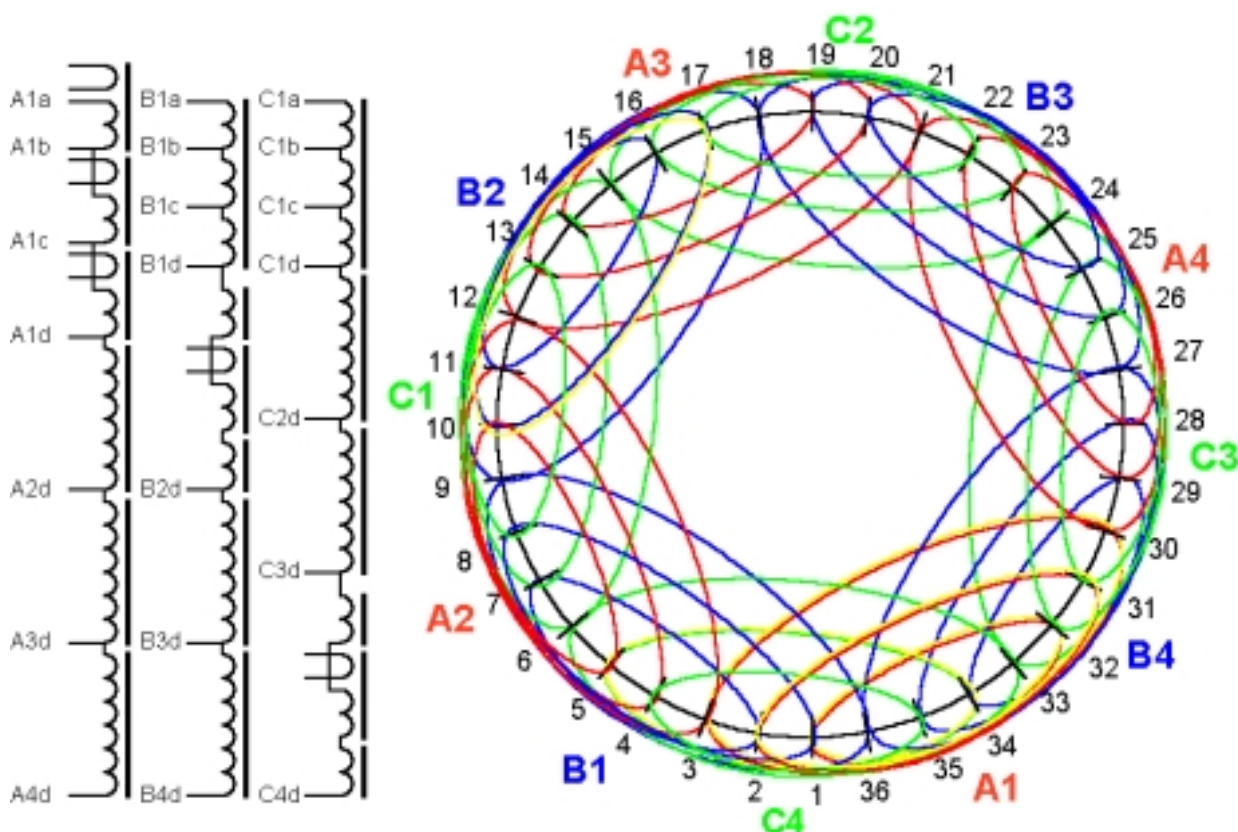 A1a B1a C1a
A1b B1b C1b
B1c C1c
A1c
B1d C1d
A1d
C2d
A2d B2d
C3d
A3d B3d
A4d B4d C4d
C2
19
18 20
A3 17 21
16 22 B3
15 23
14 24
B2
13 25
A4
12 26
11 27
C1
10 28
C3
9 29
8 30
7 31
A2
6 32 B4
5 33
4 34
B1 3 35 A1
2 1 36
C4